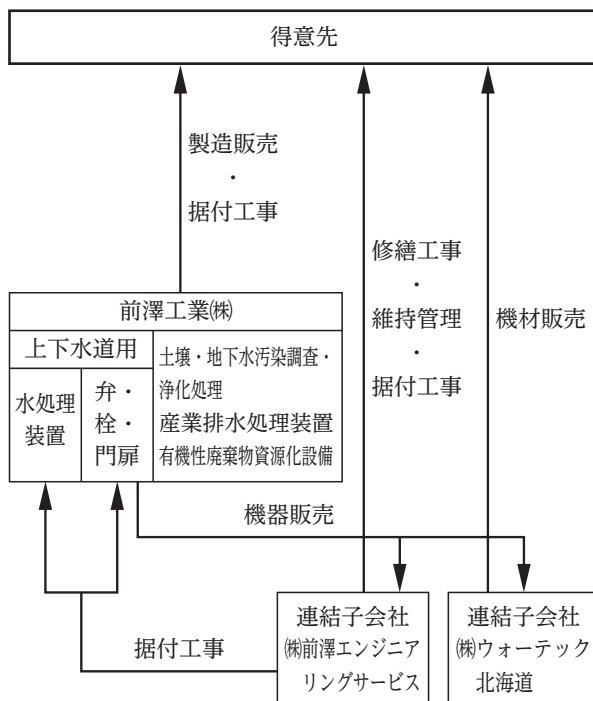 得意先
製造販売
・
据付工事
修繕工事
・
維持管理
・
据付工事
機材販売
前澤工業㈱
上下水道用
水処理
装置
弁・
栓・
門扉
土壌・地下水汚染調査・
浄化処理
産業排水処理装置
有機性廃棄物資源化設備
機器販売
据付工事
連結子会社
㈱前澤エンジニア
リングサービス
連結子会社
㈱ウォーテック
北海道